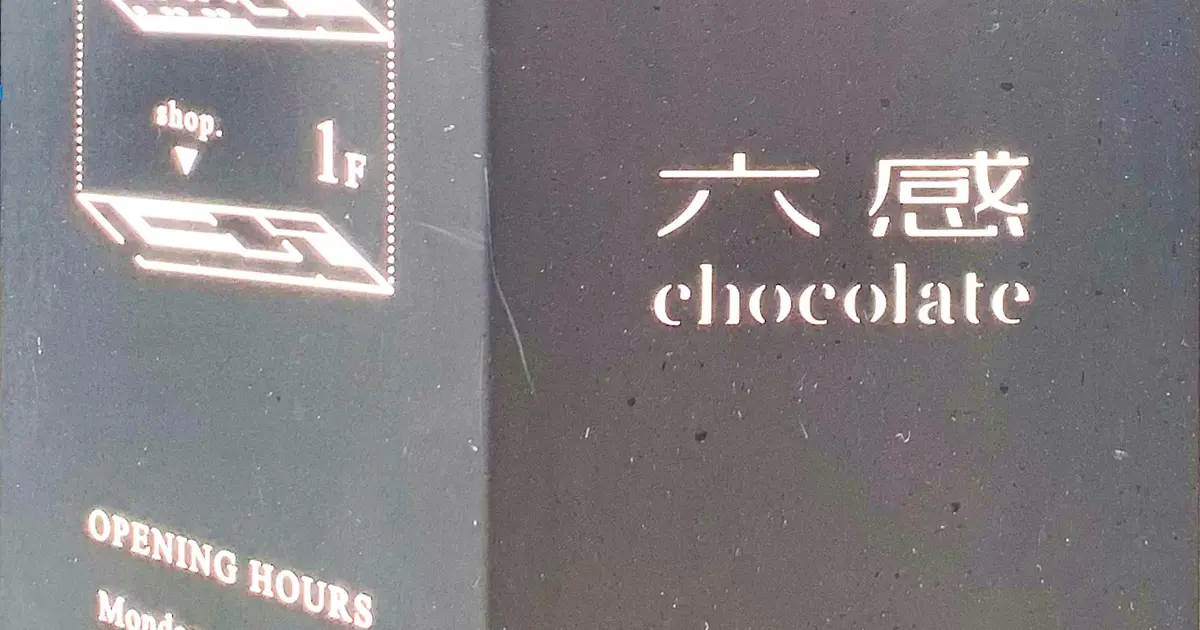 shop.
1F
OPENING HOURS
六感
chocolate